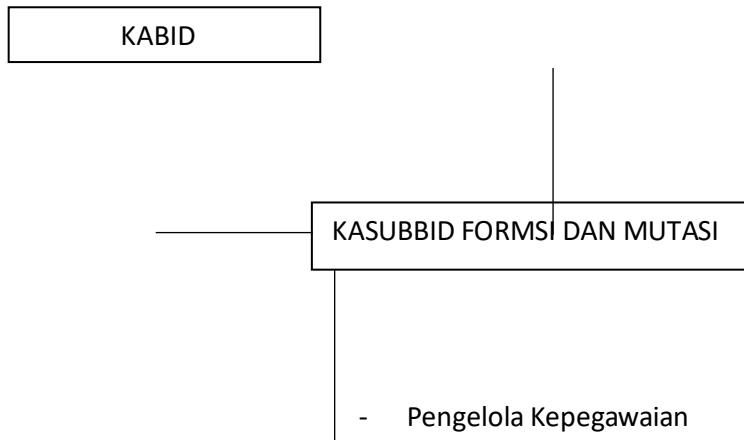 KABID
KASUBBID FORMSI DAN MUTASI
- Pengelola Kepegawaian